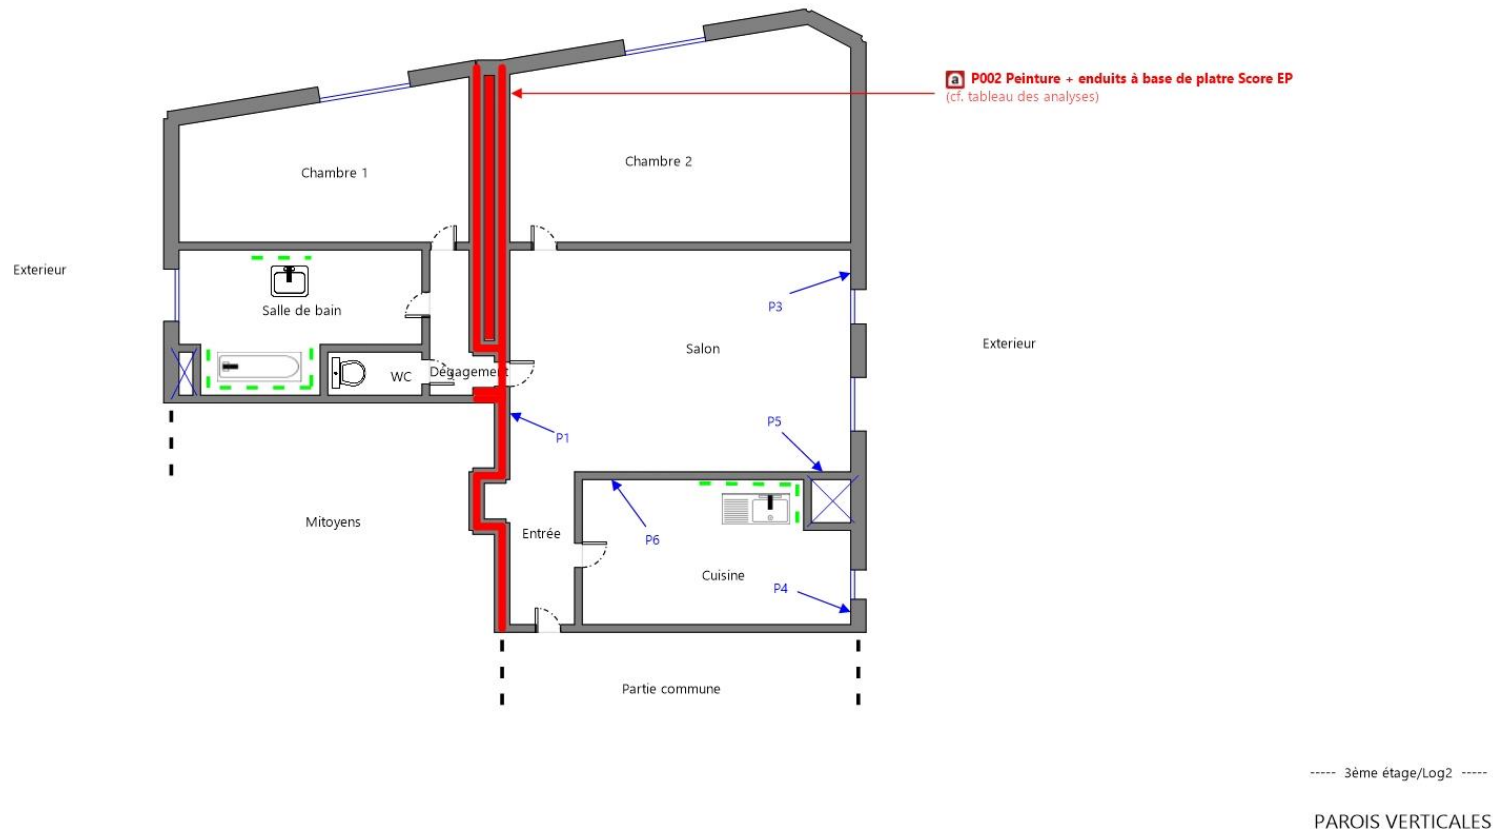 a P002 Peinture + enduits à base de platre Score EP
(cf. tableau des analyses)
Chambre 1
Chambre 2
Exterieur
Salle de bain
P3
Exterieur
Salon
WC
Dégagement
P5
P1
Mitoyens
Entrée
P6
Cuisine
P4
Partie commune
----- 3ème étage/Log2 -----
PAROIS VERTICALES